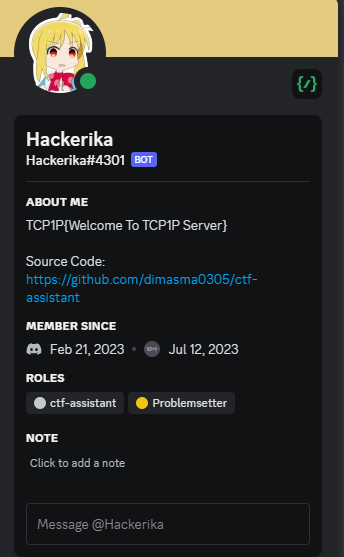 {/}
Hackerika
Hackerika#4301 BOT
ABOUT ME
TCP1P{Welcome To TCP1P Server}
Source Code:
https://github.com/dimasma0305/ctf-
assistant
MEMBER SINCE
Feb 21, 2023 • TCP1P Jul 12, 2023
ROLES
ctf-assistant Problemsetter
NOTE
Click to add a note
Message @Hackerika